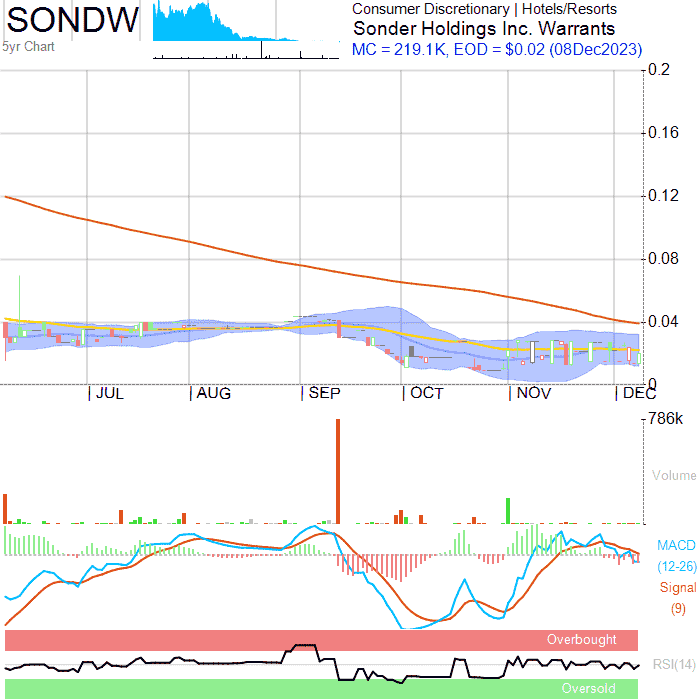 SONDW
5yr Chart
Consumer Discretionary | Hotels/Resorts
Sonder Holdings Inc. Warrants
MC = 219.1K, EOD = $0.02 (08Dec2023)
0.2
0.16
0.12
0.08
0.04
0
| JUL | AUG | SEP | OCT | NOV | DEC
786k
Volume
MACD
(12-26)
Signal
(9)
Overbought
RSI(14)
Oversold